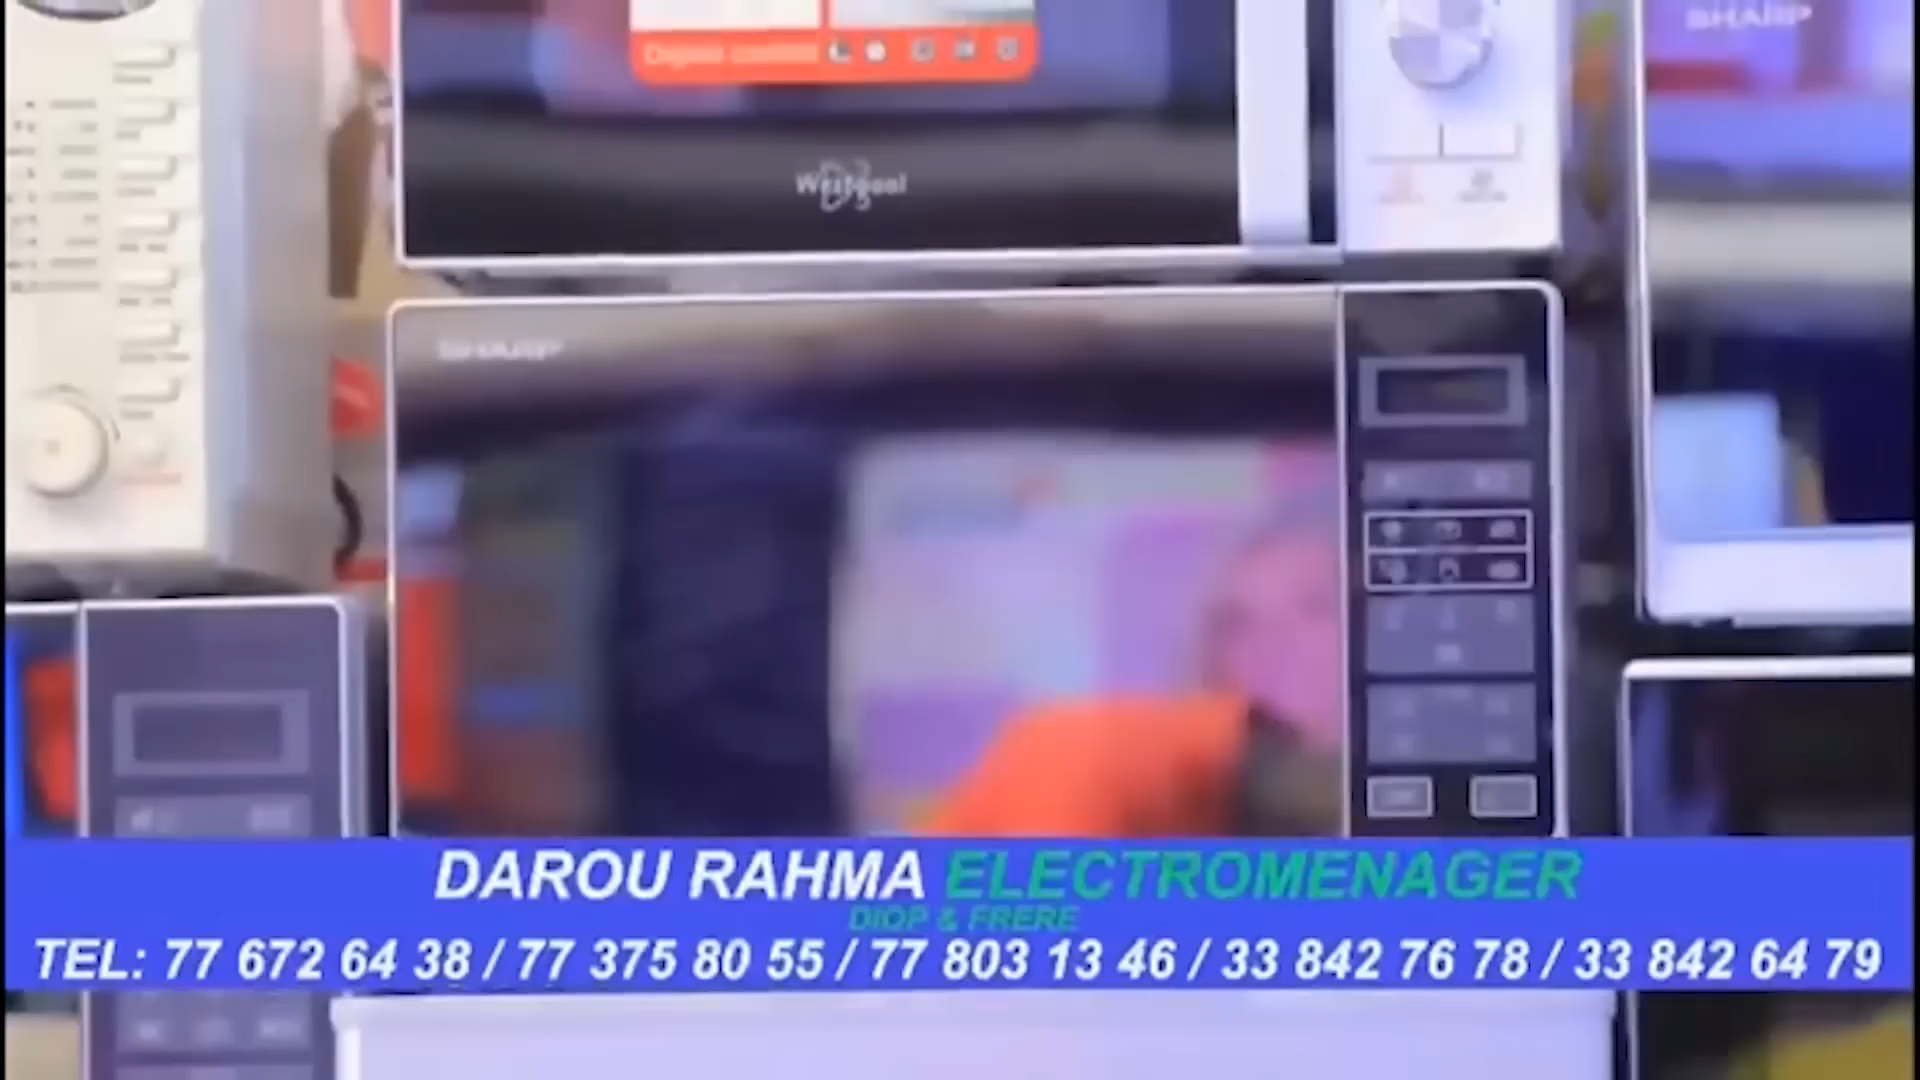 SHARP
Westpool
SHARP
DAROU RAHMA ELECTROMENAGER
DIOP & FRERE
TEL: 77 672 64 38 / 77 375 80 55 / 77 803 13 46 / 33 842 76 78 / 33 842 64 79